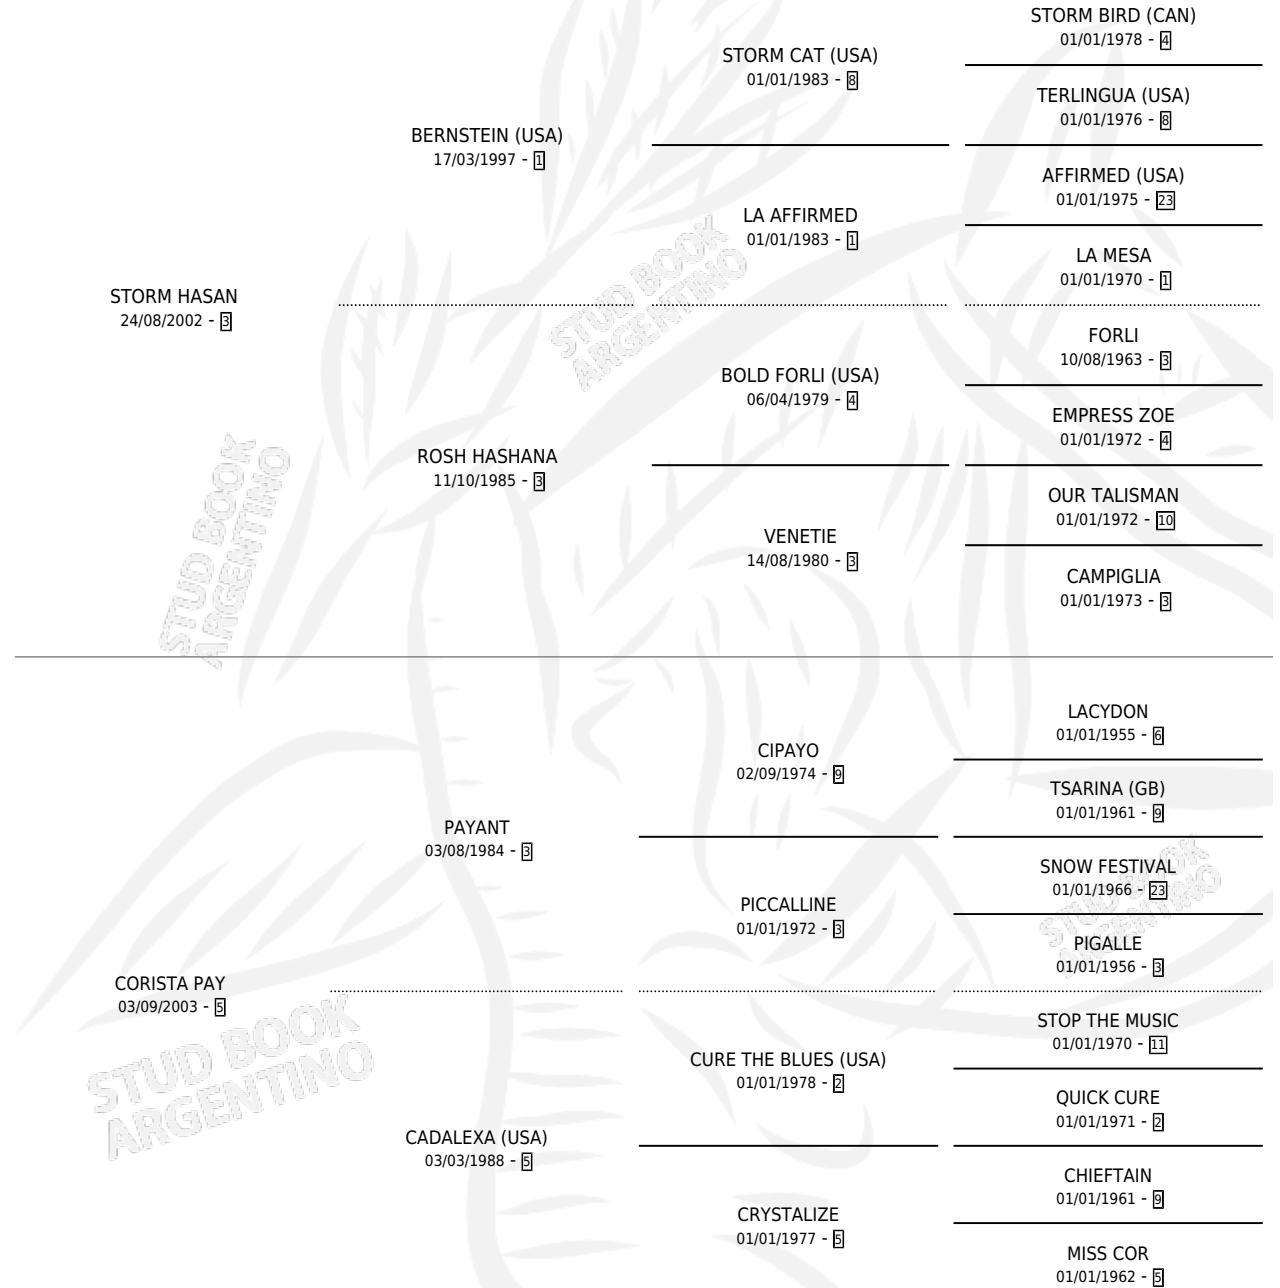 STORM BIRD (CAN)
01/01/1978 - 4
STORM CAT (USA)
01/01/1983 - 8
TERLINGUA (USA)
01/01/1976 - 8
BERNSTEIN (USA)
17/03/1997 - 1
AFFIRMED (USA)
01/01/1975 - 23
LA AFFIRMED
01/01/1983 - 1
LA MESA
01/01/1970 - 1
STORM HASAN
24/08/2002 - 3
FORLI
10/08/1963 - 3
BOLD FORLI (USA)
06/04/1979 - 4
EMPRESS ZOE
01/01/1972 - 4
ROSH HASHANA
11/10/1985 - 3
OUR TALISMAN
01/01/1972 - 10
VENETIE
14/08/1980 - 3
CAMPIGLIA
01/01/1973 - 3
STUD BOOK
ARGENTINO
STUD BOOK
ARGENTINO
LACYDON
01/01/1955 - 6
CIPAYO
02/09/1974 - 9
TSARINA (GB)
01/01/1961 - 9
PAYANT
03/08/1984 - 3
SNOW FESTIVAL
01/01/1966 - 23
PICCALLINE
01/01/1972 - 3
PIGALLE
01/01/1956 - 3
STUD BOOK
ARGENTINO
CORISTA PAY
03/09/2003 - 5
STOP THE MUSIC
01/01/1970 - 11
CURE THE BLUES (USA)
01/01/1978 - 2
QUICK CURE
01/01/1971 - 2
STUD BOOK
ARGENTINO
CADALEXA (USA)
03/03/1988 - 5
CHIEFTAIN
01/01/1961 - 9
CRYSTALIZE
01/01/1977 - 5
MISS COR
01/01/1962 - 5